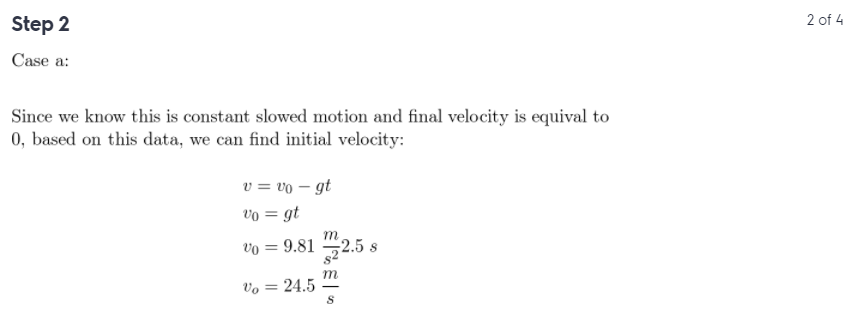 Step 2
2 of 4
Case a:
Since we know this is constant slowed motion and final velocity is equival to
0, based on this data, we can find initial velocity:
v = v₀ − gt
v₀ = gt
v₀ = 9.81 m/s² 2.5 s
vₒ = 24.5 m/s